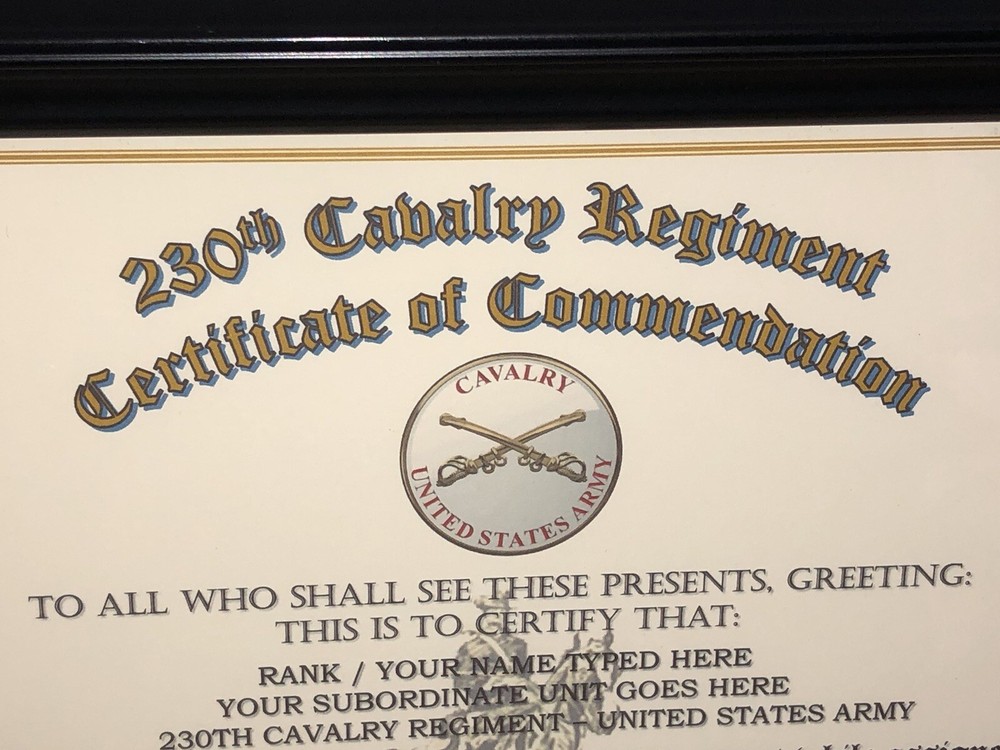 230th Cavalry Regiment
Certificate of Commendation
CAVALRY
UNITED STATES ARMY
TO ALL WHO SHALL SEE THESE PRESENTS, GREETING:
THIS IS TO CERTIFY THAT:
RANK / YOUR NAME TYPED HERE
YOUR SUBORDINATE UNIT GOES HERE
230TH CAVALRY REGIMENT – UNITED STATES ARMY